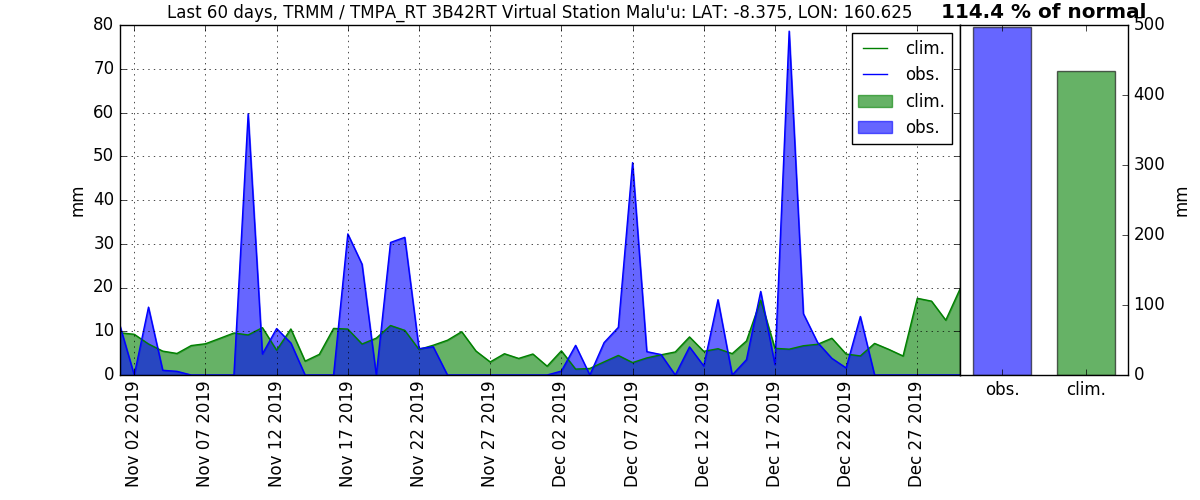 Last 60 days, TRMM / TMPA_RT 3B42RT Virtual Station Malu'u: LAT: -8.375, LON: 160.625
114.4 % of normal
80
70
60
50
40
30
20
10
0
mm
clim.
obs.
clim.
obs.
500
400
300
200
100
0
mm
obs.
clim.
Nov 02 2019
Nov 07 2019
Nov 12 2019
Nov 17 2019
Nov 22 2019
Nov 27 2019
Dec 02 2019
Dec 07 2019
Dec 12 2019
Dec 17 2019
Dec 22 2019
Dec 27 2019